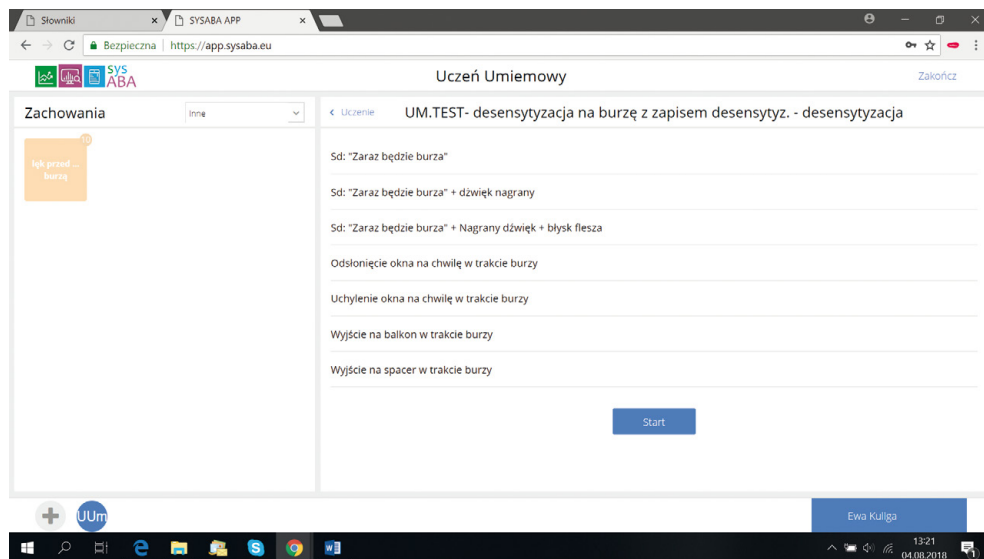 Słowniki
SYSABA APP
Bezpieczna
https://app.sysaba.eu
sys
ABA
Uczeń Umiemowy
Zakończ
Zachowania
Inne
Uczenie
UM.TEST- desensytyzacja na burzę z zapisem desensytyz. - desensytyzacja
lęk przed ...
burzą
Sd: "Zaraz będzie burza"
Sd: "Zaraz będzie burza" + dźwięk nagrany
Sd: "Zaraz będzie burza" + Nagrany dźwięk + błysk flesza
Odsłonięcie okna na chwilę w trakcie burzy
Uchylenie okna na chwilę w trakcie burzy
Wyjście na balkon w trakcie burzy
Wyjście na spacer w trakcie burzy
Start
UUm
Ewa Kuliga
13:21
04.08.2018